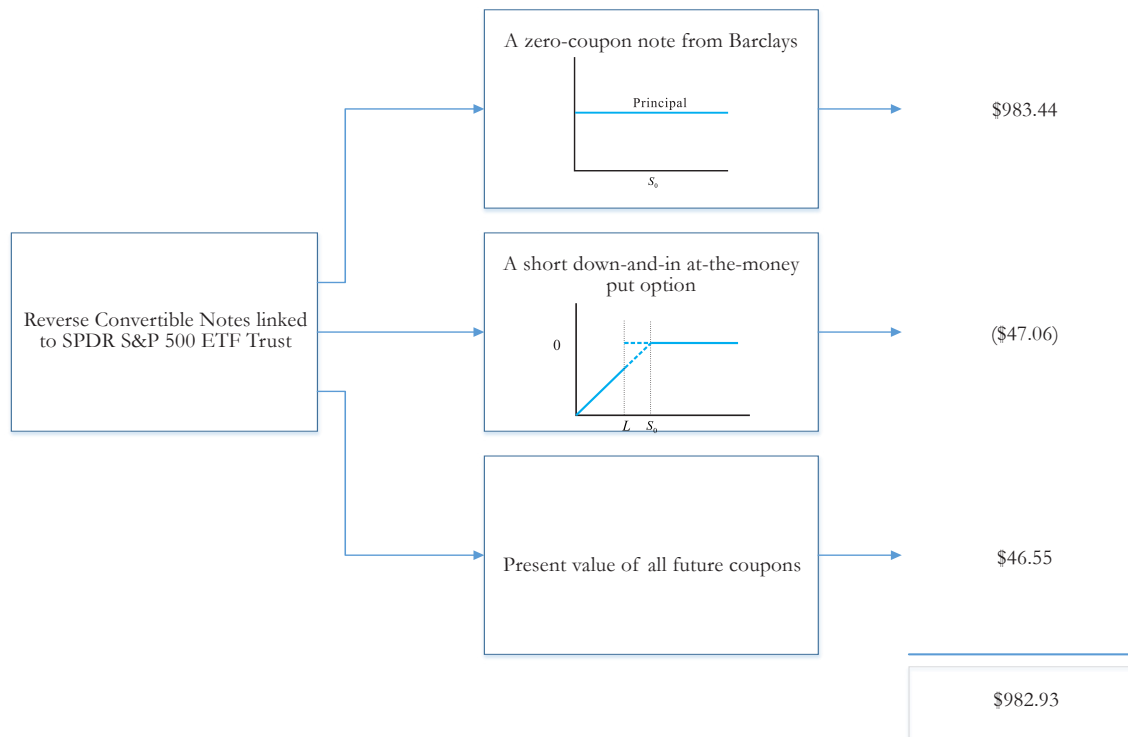 A zero-coupon note from Barclays
Principal
S₀
$983.44
Reverse Convertible Notes linked
to SPDR S&P 500 ETF Trust
A short down-and-in at-the-money
put option
0
L S₀
($47.06)
Present value of all future coupons
$46.55
$982.93